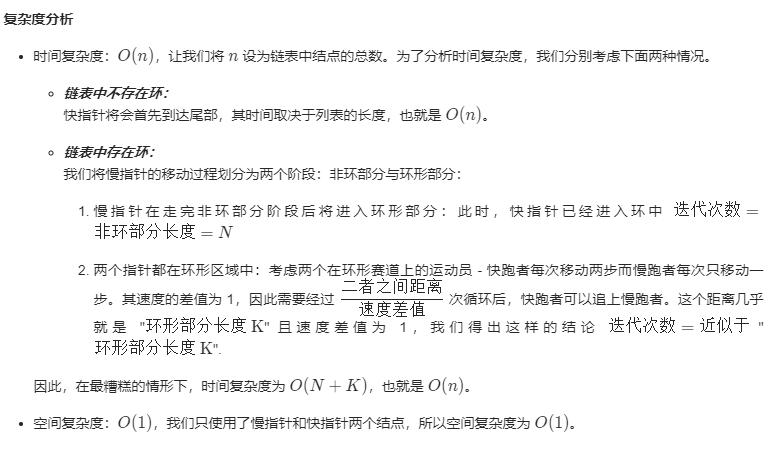 复杂度分析
• 时间复杂度：O(n)，让我们将 n 设为链表中结点的总数。为了分析时间复杂度，我们分别考虑下面两种情况。
◦ 链表中不存在环：
快指针将会首先到达尾部，其时间取决于列表的长度，也就是 O(n)。
◦ 链表中存在环：
我们将慢指针的移动过程划分为两个阶段：非环部分与环形部分：
1. 慢指针在走完非环部分阶段后将进入环形部分：此时，快指针已经进入环中 迭代次数 =
非环部分长度 = N
2. 两个指针都在环形区域中：考虑两个在环形赛道上的运动员 - 快跑者每次移动两步而慢跑者每次只移动一
步。其速度的差值为 1，因此需要经过 二者之间距离/速度差值 次循环后，快跑者可以追上慢跑者。这个距离几乎
就是 "环形部分长度 K" 且速度差值为 1，我们得出这样的结论 迭代次数 = 近似于 "
环形部分长度 K".
因此，在最糟糕的情形下，时间复杂度为 O(N + K)，也就是 O(n)。
• 空间复杂度：O(1)，我们只使用了慢指针和快指针两个结点，所以空间复杂度为 O(1)。